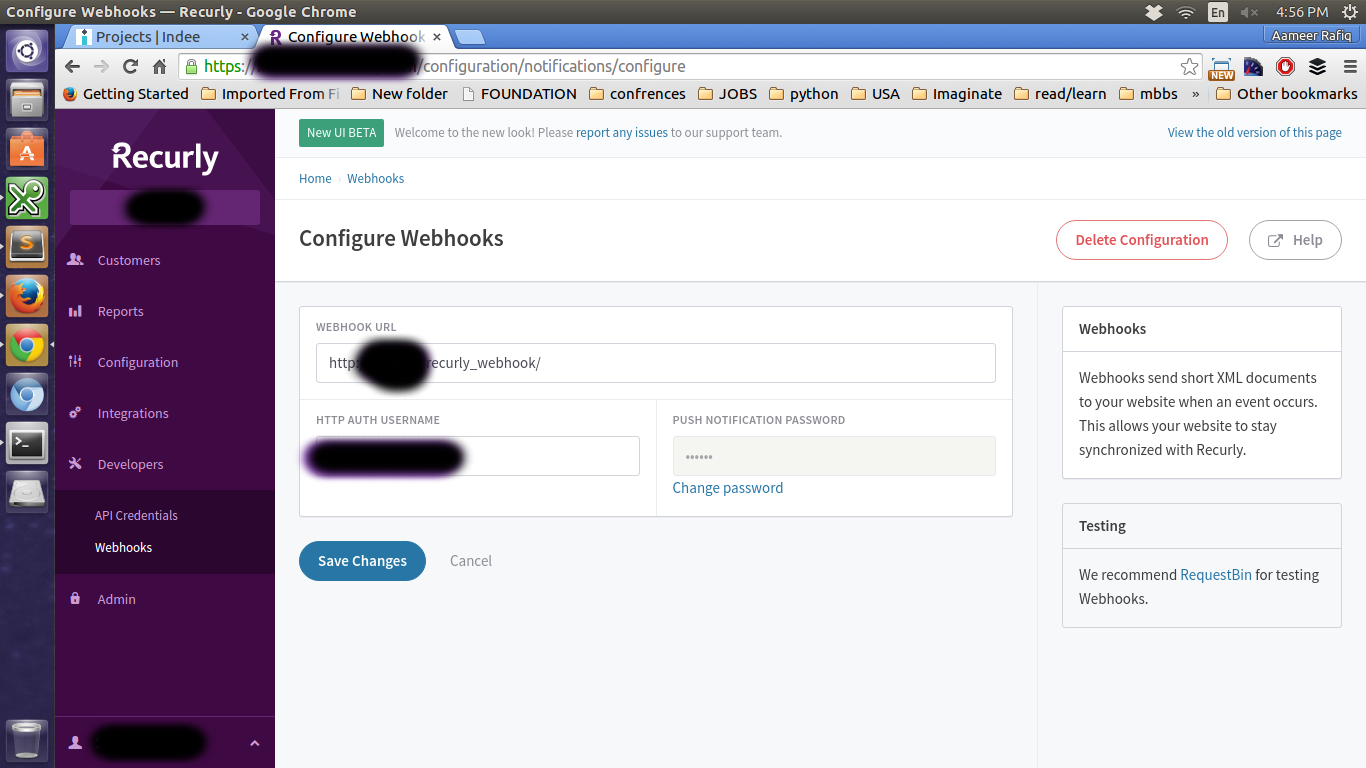 Configure Webhooks — Recurly - Google Chrome
En
4:56 PM
Projects | Indee
Configure Webhook
Aameer Rafiq
https:/
/configuration/notifications/configure
NEW
Getting Started
Imported From Fi
New folder
FOUNDATION
confrences
JOBS
python
USA
Imaginate
read/learn
mbbs
»
Other bookmarks
Recurly
Customers
Reports
Configuration
Integrations
Developers
API Credentials
Webhooks
Admin
New UI BETA
Welcome to the new look! Please report any issues to our support team.
View the old version of this page
Home › Webhooks
Configure Webhooks
Delete Configuration
Help
WEBHOOK URL
http:
recurly_webhook/
HTTP AUTH USERNAME
PUSH NOTIFICATION PASSWORD
••••••
Change password
Save Changes
Cancel
Webhooks
Webhooks send short XML documents
to your website when an event occurs.
This allows your website to stay
synchronized with Recurly.
Testing
We recommend RequestBin for testing
Webhooks.